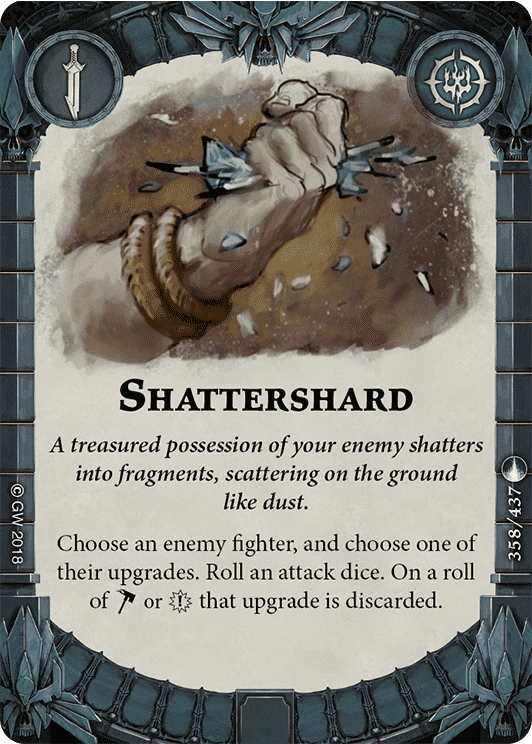 SHATTERSHARD
A treasured possession of your enemy shatters
into fragments, scattering on the ground
like dust.
Choose an enemy fighter, and choose one of
their upgrades. Roll an attack dice. On a roll
of or that upgrade is discarded.
© GW 2018
358/437